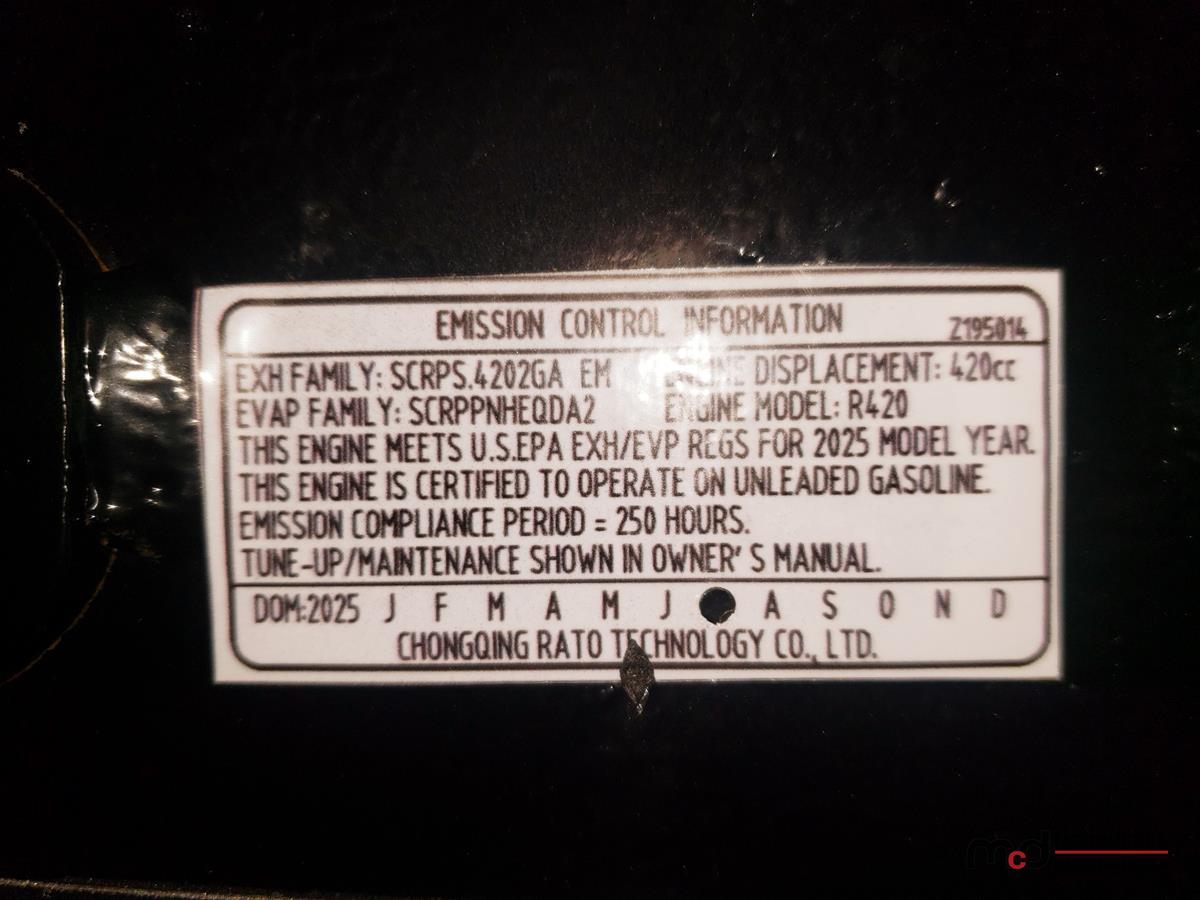 EMISSION CONTROL INFORMATION Z195014
EXH FAMILY: SCRPS.4202GA EM ENGINE DISPLACEMENT: 420cc
EVAP FAMILY: SCRPPNHEQDA2 ENGINE MODEL: R420
THIS ENGINE MEETS U.S.EPA EXH/EVP REGS FOR 2025 MODEL YEAR.
THIS ENGINE IS CERTIFIED TO OPERATE ON UNLEADED GASOLINE.
EMISSION COMPLIANCE PERIOD = 250 HOURS.
TUNE-UP/MAINTENANCE SHOWN IN OWNER' S MANUAL.
DOM:2025 J F M A M J A S O N D
CHONGQING RATO TECHNOLOGY CO., LTD.
mcd